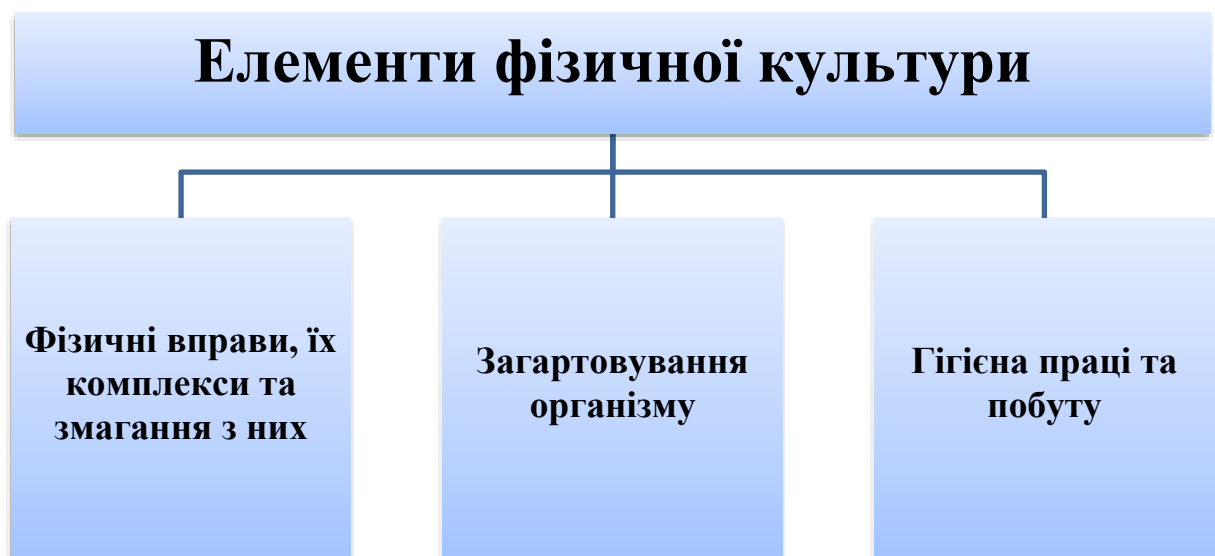 Елементи фізичної культури
Фізичні вправи, їх
комплекси та
змагання з них
Загартовування
організму
Гігієна праці та
побуту